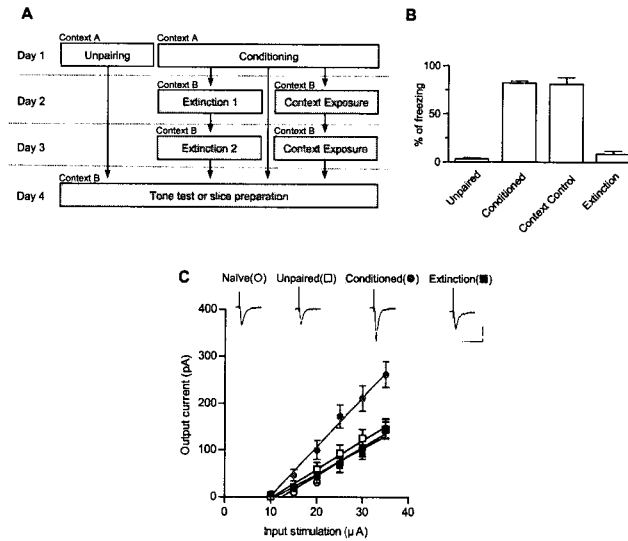 A
Context A
Context A
Day 1
Unpairing
Conditioning
Context B
Context B
Day 2
Extinction 1
Context Exposure
Context B
Context B
Day 3
Extinction 2
Context Exposure
Context B
Day 4
Tone test or slice preparation
B
% of freezing
100
50
0
Unpaired
Conditioned
Context Control
Extinction
C
Naïve(○) Unpaired(□) Conditioned(●) Extinction(■)
Output current (pA)
400
300
200
100
0
0 10 20 30 40
Input stimulation (µA)